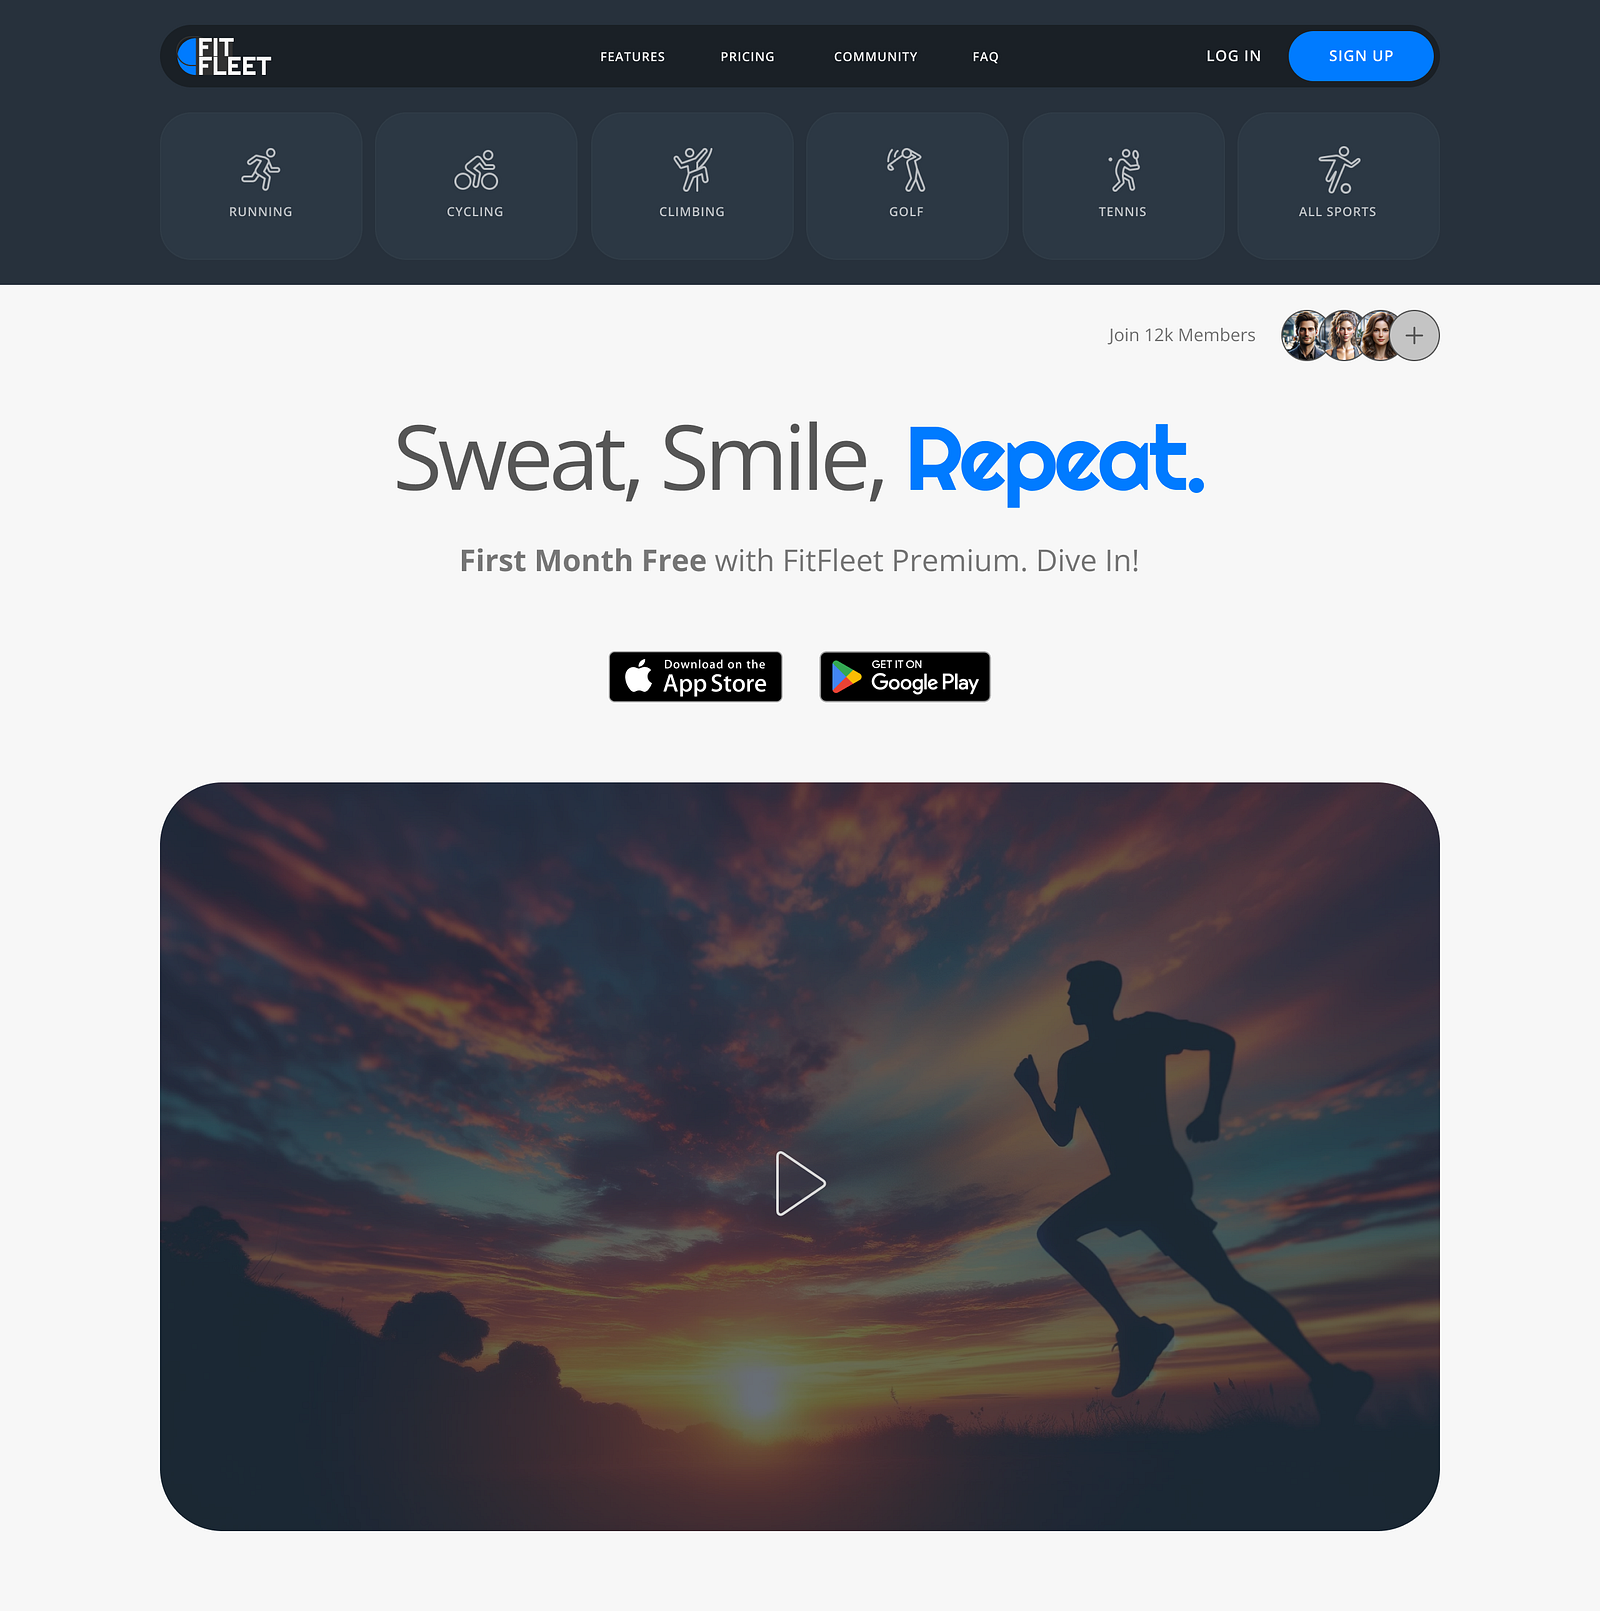 FIT
FLEET
FEATURES PRICING COMMUNITY FAQ LOG IN SIGN UP
RUNNING CYCLING CLIMBING GOLF TENNIS ALL SPORTS
Join 12k Members
Sweat, Smile, Repeat.
First Month Free with FitFleet Premium. Dive In!
Download on the
App Store
GET IT ON
Google Play